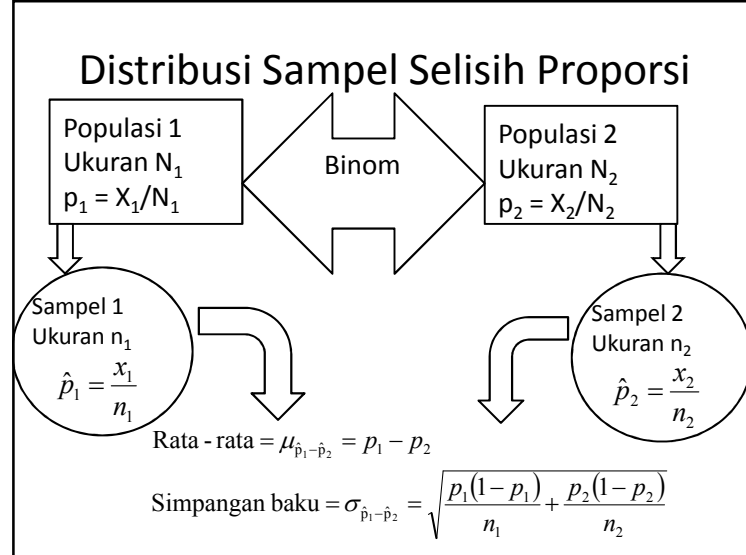 Distribusi Sampel Selisih Proporsi
Populasi 1
Ukuran N₁
p₁ = X₁/N₁
Binom
Populasi 2
Ukuran N₂
p₂ = X₂/N₂
Sampel 1
Ukuran n₁
p̂₁ = x₁/n₁
Sampel 2
Ukuran n₂
p̂₂ = x₂/n₂
Rata - rata = μ_{p̂₁−p̂₂} = p₁ − p₂
Simpangan baku = σ_{p̂₁−p̂₂} = √(p₁(1 − p₁)/n₁ + p₂(1 − p₂)/n₂)